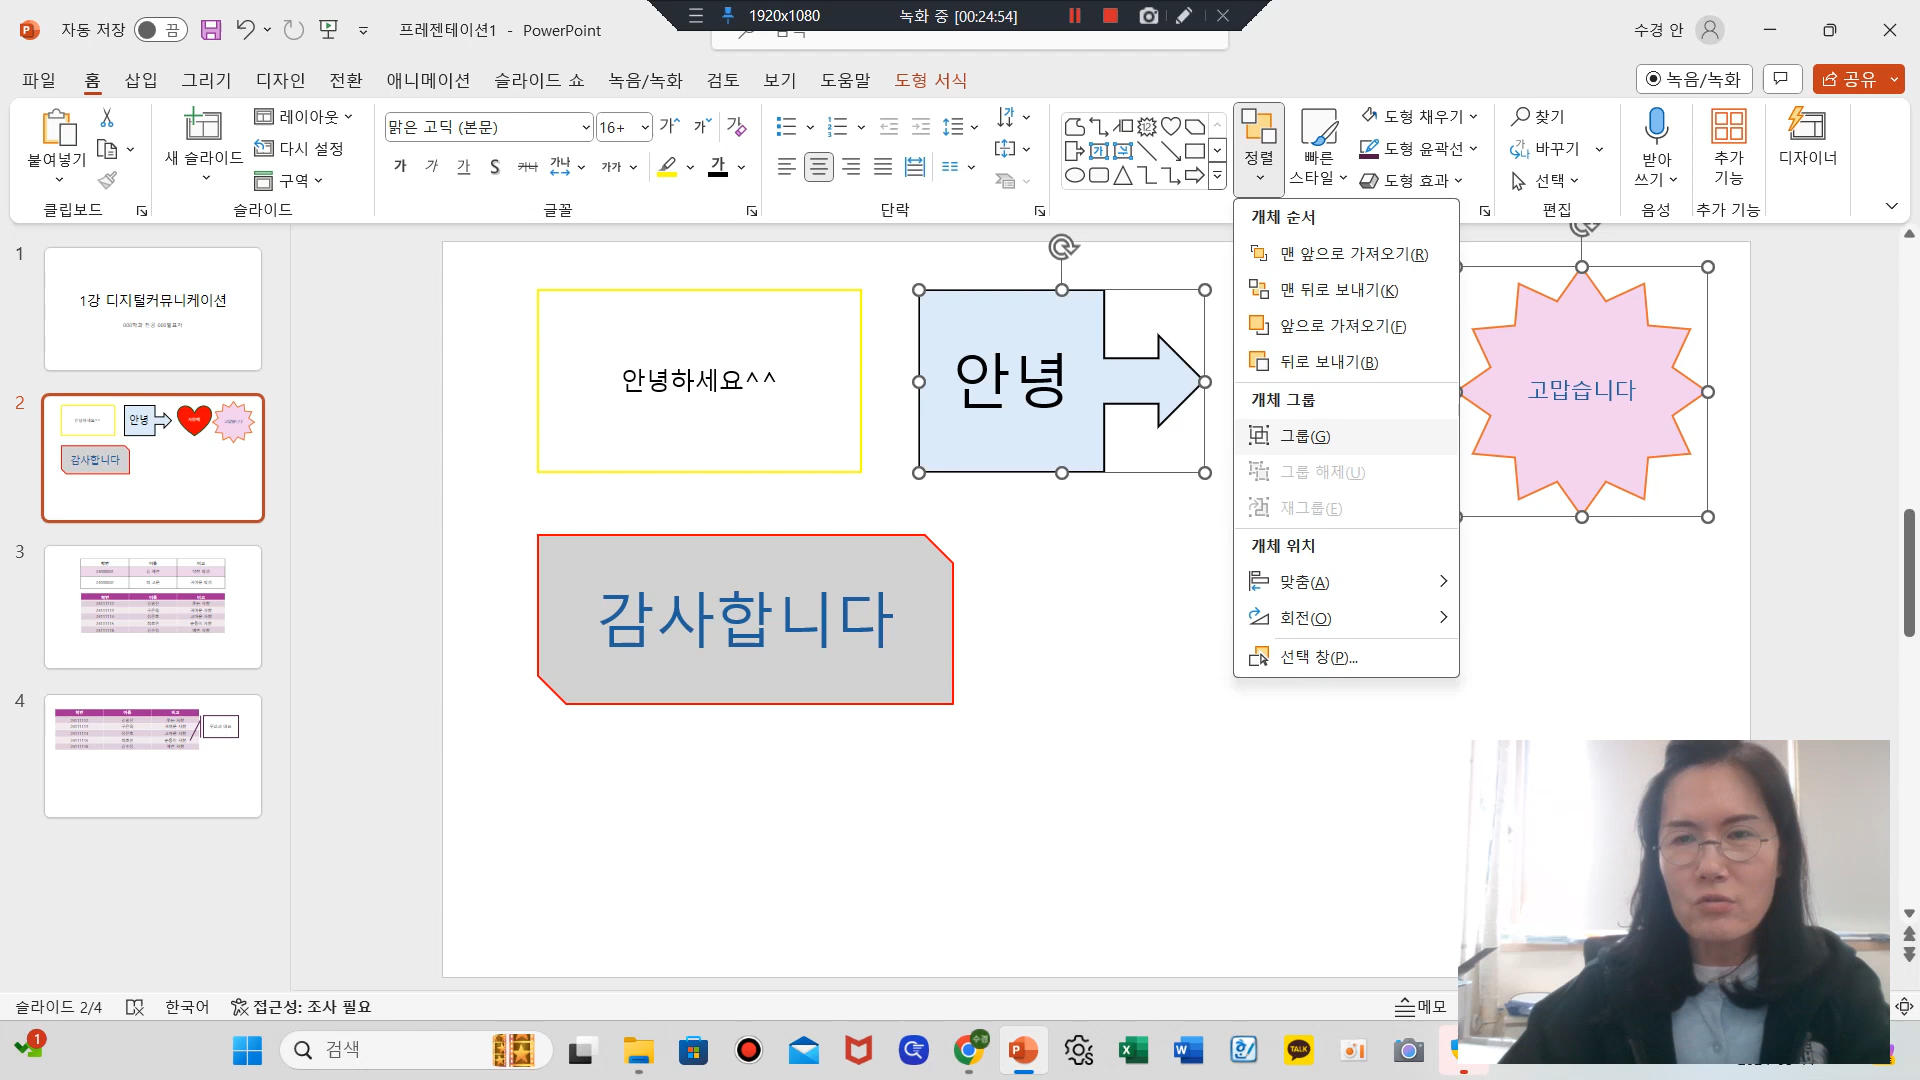 1920x1080
녹화 중 [00:24:54]
자동 저장
끔
프레젠테이션1 - PowerPoint
수경 안
파일
홈
삽입
그리기
디자인
전환
애니메이션
슬라이드 쇼
녹음/녹화
검토
보기
도움말
도형 서식
녹음/녹화
공유
붙여넣기
클립보드
새 슬라이드
레이아웃
다시 설정
구역
슬라이드
맑은 고딕 (본문)
16+
글꼴
단락
정렬
빠른 스타일
도형 채우기
도형 윤곽선
도형 효과
찾기
바꾸기
선택
편집
받아쓰기
음성
추가 기능
추가 기능
디자이너
개체 순서
맨 앞으로 가져오기(R)
맨 뒤로 보내기(K)
앞으로 가져오기(F)
뒤로 보내기(B)
개체 그룹
그룹(G)
그룹 해제(U)
재그룹(E)
개체 위치
맞춤(A)
회전(O)
선택 창(P)...
1
1강 디지털커뮤니케이션
2
안녕
감사합니다
3
4
안녕하세요^^
안녕
고맙습니다
감사합니다
슬라이드 2/4
한국어
접근성: 조사 필요
메모
1
검색
TALK